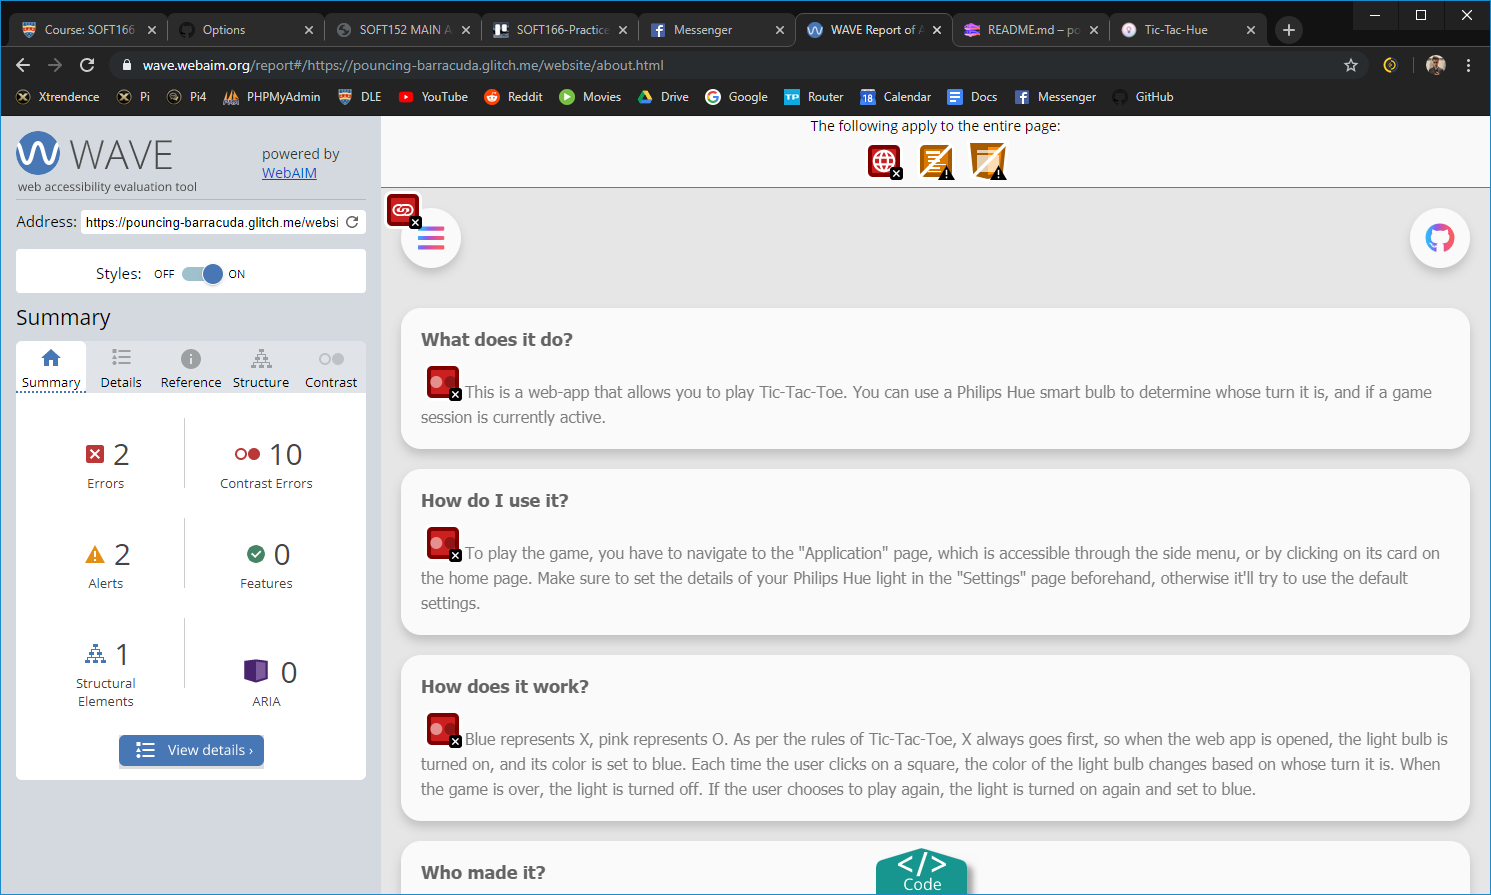 Course: SOFT166
Options
SOFT152 MAIN A
SOFT166-Practice
Messenger
WAVE Report of A
README.md – po
Tic-Tac-Hue
wave.webaim.org/report#/https://pouncing-barracuda.glitch.me/website/about.html
Xtrendence
Pi
Pi4
PHPMyAdmin
DLE
YouTube
Reddit
Movies
Drive
Google
TP
Router
18
Calendar
Docs
Messenger
GitHub
WAVE
web accessibility evaluation tool
powered by
WebAIM
Address: https://pouncing-barracuda.glitch.me/websi
Styles: OFF ON
Summary
Summary Details Reference Structure Contrast
2
Errors
10
Contrast Errors
2
Alerts
0
Features
1
Structural
Elements
0
ARIA
View details ›
The following apply to the entire page:
What does it do?
This is a web-app that allows you to play Tic-Tac-Toe. You can use a Philips Hue smart bulb to determine whose turn it is, and if a game
session is currently active.
How do I use it?
To play the game, you have to navigate to the "Application" page, which is accessible through the side menu, or by clicking on its card on
the home page. Make sure to set the details of your Philips Hue light in the "Settings" page beforehand, otherwise it'll try to use the default
settings.
How does it work?
Blue represents X, pink represents O. As per the rules of Tic-Tac-Toe, X always goes first, so when the web app is opened, the light bulb is
turned on, and its color is set to blue. Each time the user clicks on a square, the color of the light bulb changes based on whose turn it is. When
the game is over, the light is turned off. If the user chooses to play again, the light is turned on again and set to blue.
Who made it?
</>
Code